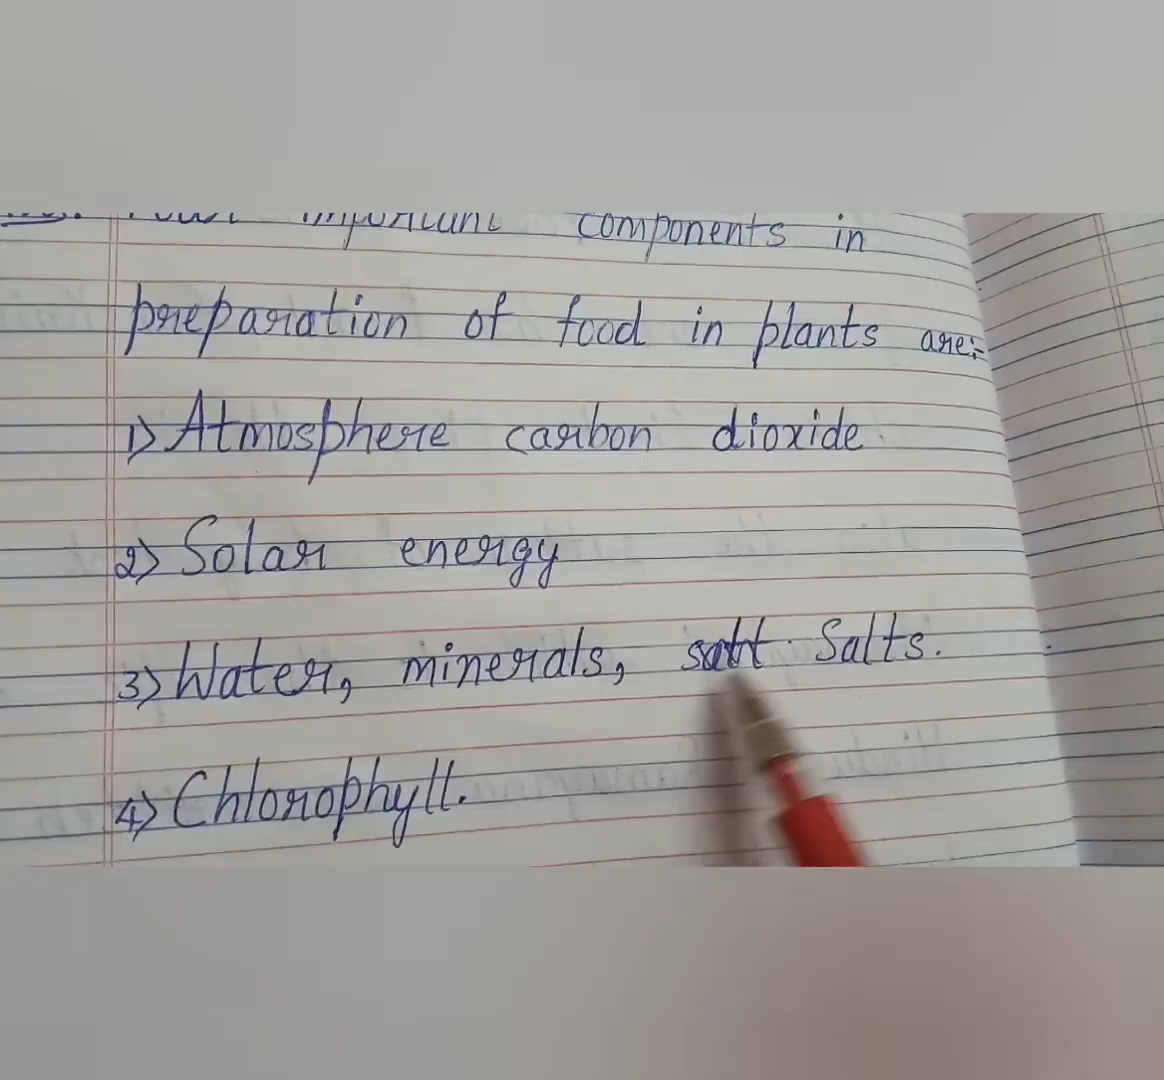 important components in
preparation of food in plants are:-
1) Atmosphere carbon dioxide
2) Solar energy
3) Water, minerals, Salts.
4) Chlorophyll.